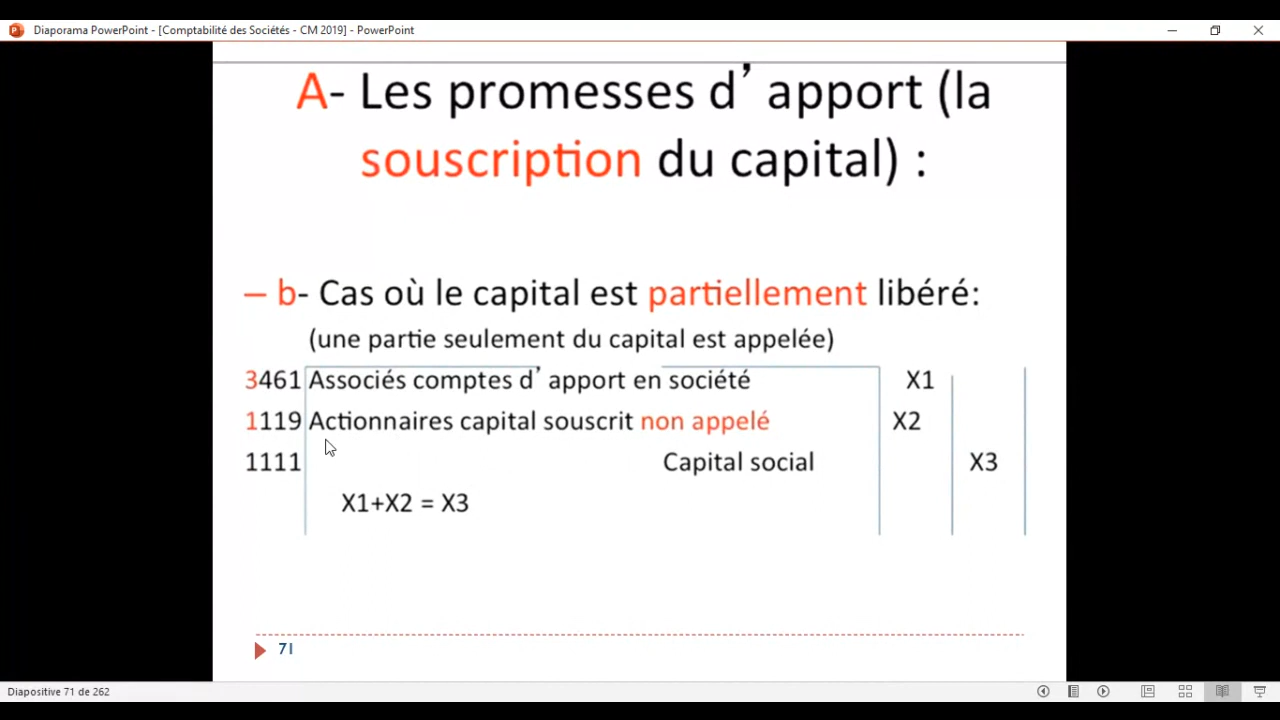 Diaporama PowerPoint - [Comptabilité des Sociétés - CM 2019] - PowerPoint
A- Les promesses d’ apport (la
souscription du capital) :
– b- Cas où le capital est partiellement libéré:
(une partie seulement du capital est appelée)
3461 Associés comptes d’ apport en société X1
1119 Actionnaires capital souscrit non appelé X2
1111 Capital social X3
X1+X2 = X3
71
Diapositive 71 de 262